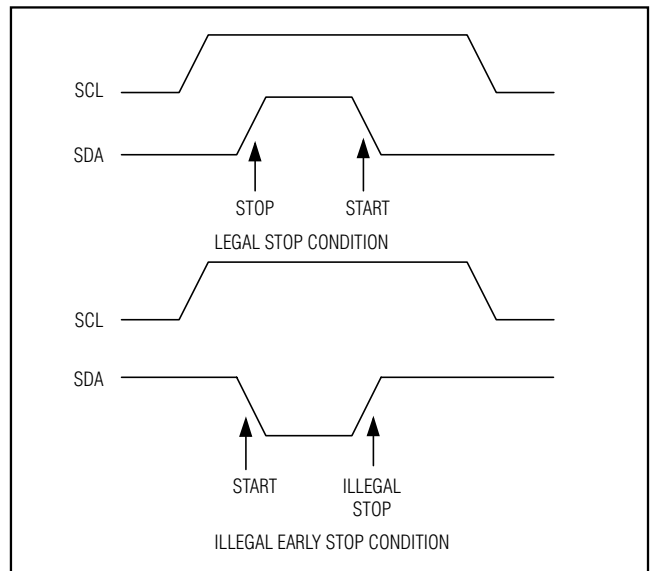 SCL
SDA
STOP START
LEGAL STOP CONDITION
SCL
SDA
START ILLEGAL
STOP
ILLEGAL EARLY STOP CONDITION